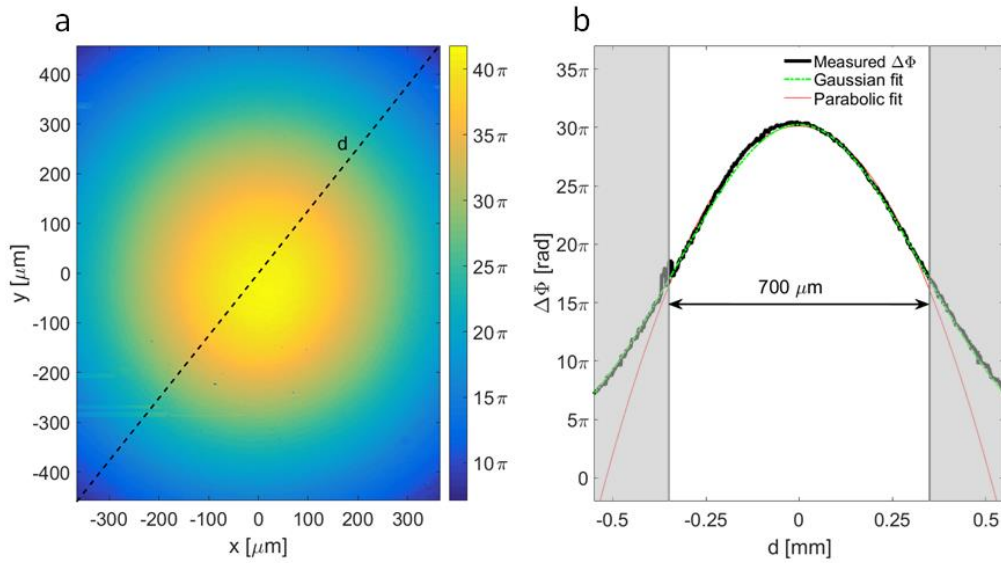 a
400
300
200
100
0
-100
-200
-300
-400
y [μm]
-300 -200 -100 0 100 200 300
x [μm]
d
40π
35π
30π
25π
20π
15π
10π
b
35π
30π
25π
20π
15π
10π
5π
0
ΔΦ [rad]
Measured ΔΦ
Gaussian fit
Parabolic fit
700 μm
-0.5 -0.25 0 0.25 0.5
d [mm]